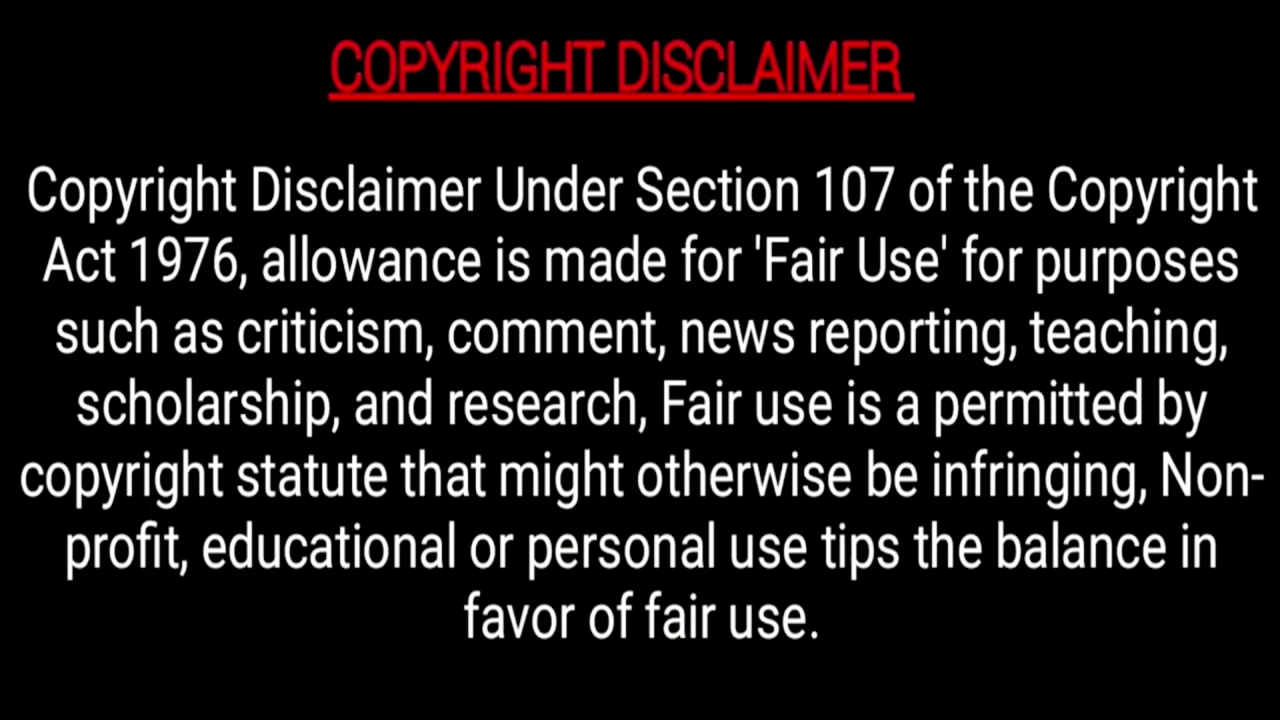 COPYRIGHT DISCLAIMER
Copyright Disclaimer Under Section 107 of the Copyright
Act 1976, allowance is made for 'Fair Use' for purposes
such as criticism, comment, news reporting, teaching,
scholarship, and research, Fair use is a permitted by
copyright statute that might otherwise be infringing, Non-
profit, educational or personal use tips the balance in
favor of fair use.